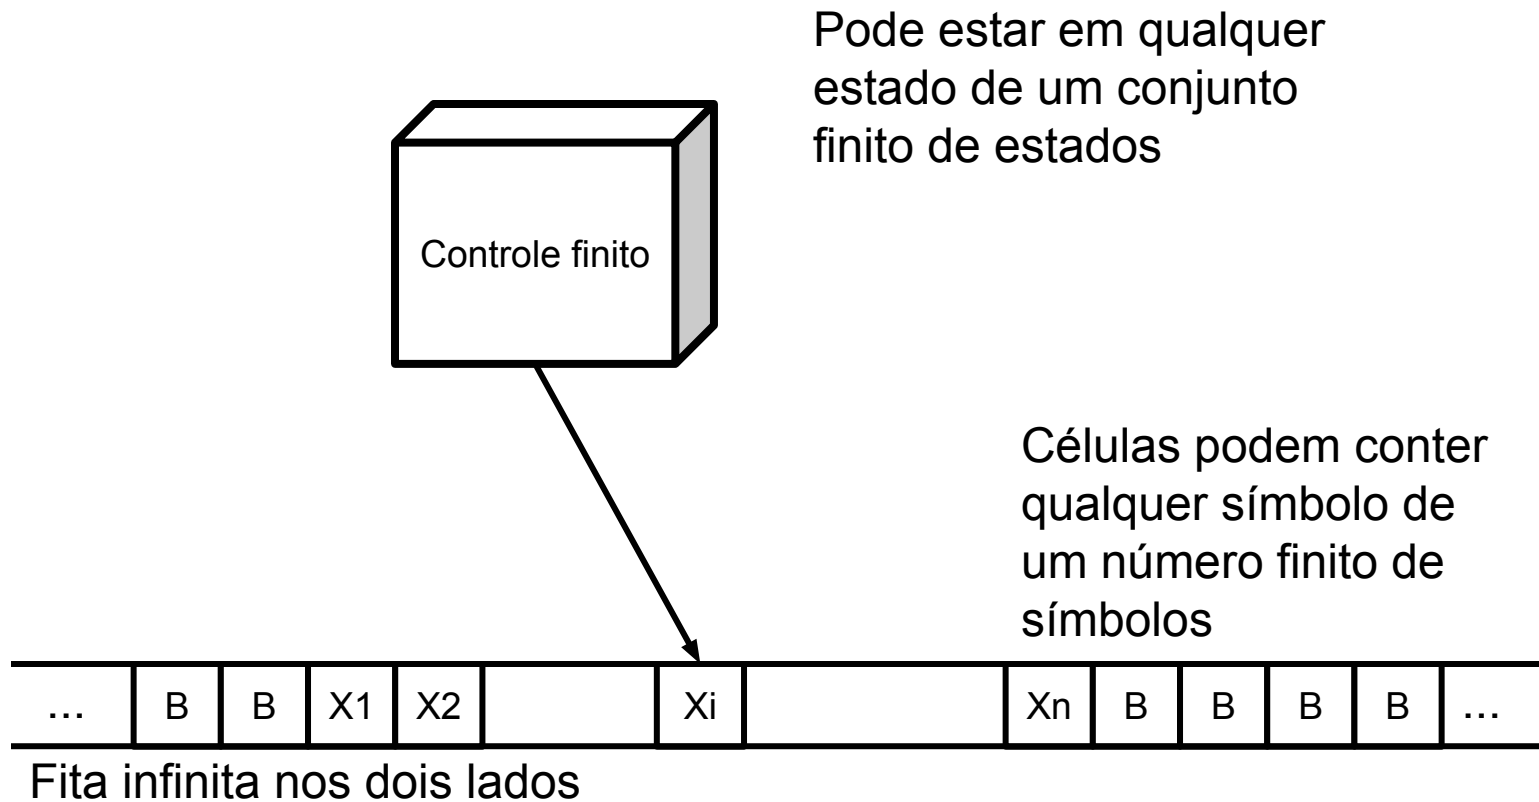 Pode estar em qualquer
estado de um conjunto
finito de estados
Controle finito
Células podem conter
qualquer símbolo de
um número finito de
símbolos
... B B X1 X2 Xi Xn B B B B ...
Fita infinita nos dois lados